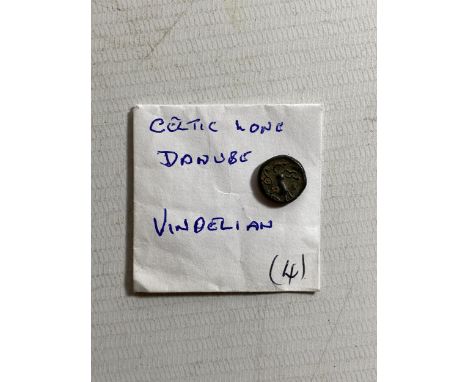 CELTIC LONE
DANUBE
VINDELIAN
(4)